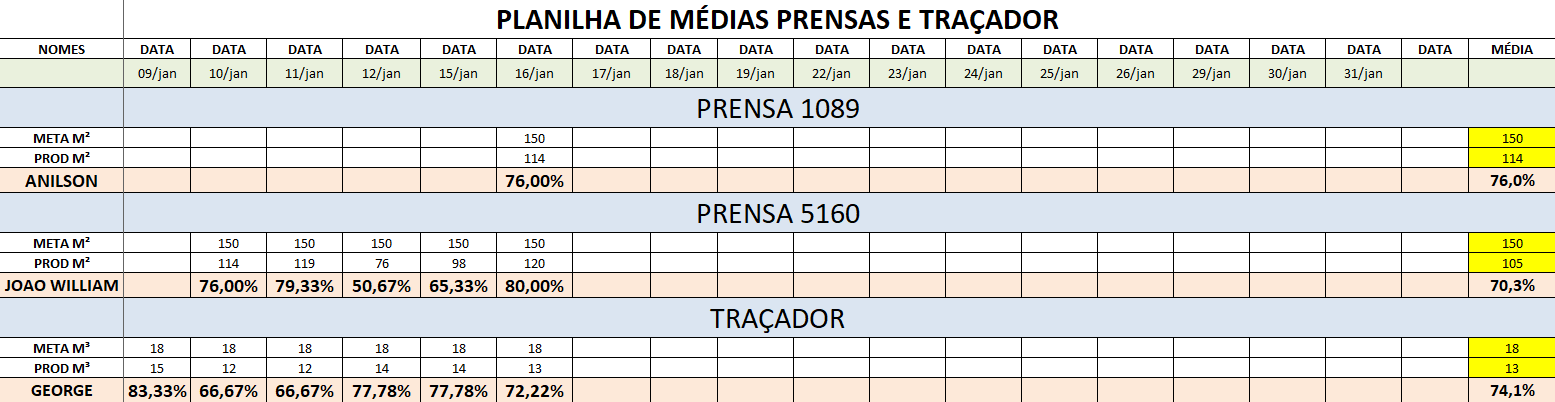 PLANILHA DE MÉDIAS PRENSAS E TRAÇADOR
NOMES DATA DATA DATA DATA DATA DATA DATA DATA DATA DATA DATA DATA DATA DATA DATA DATA DATA DATA MÉDIA
09/jan 10/jan 11/jan 12/jan 15/jan 16/jan 17/jan 18/jan 19/jan 22/jan 23/jan 24/jan 25/jan 26/jan 29/jan 30/jan 31/jan
PRENSA 1089
META M² 150 150
PROD M² 114 114
ANILSON 76,00% 76,0%
PRENSA 5160
META M² 150 150 150 150 150 150
PROD M² 114 119 76 98 120 105
JOAO WILLIAM 76,00% 79,33% 50,67% 65,33% 80,00% 70,3%
TRAÇADOR
META M³ 18 18 18 18 18 18 18
PROD M³ 15 12 12 14 14 13 13
GEORGE 83,33% 66,67% 66,67% 77,78% 77,78% 72,22% 74,1%